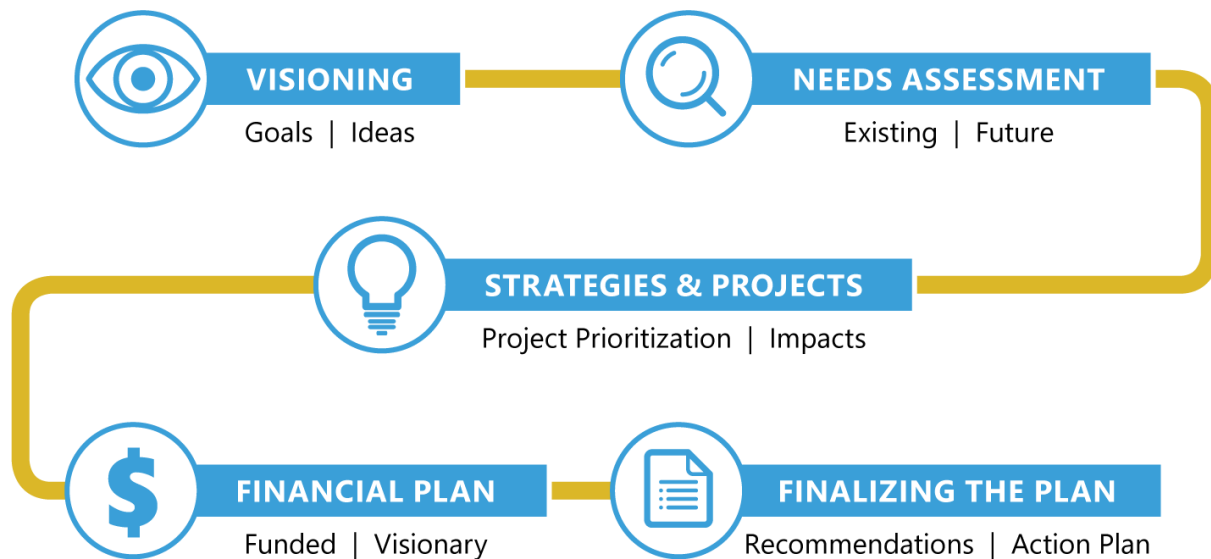 VISIONING
Goals | Ideas
NEEDS ASSESSMENT
Existing | Future
STRATEGIES & PROJECTS
Project Prioritization | Impacts
$
FINANCIAL PLAN
Funded | Visionary
FINALIZING THE PLAN
Recommendations | Action Plan